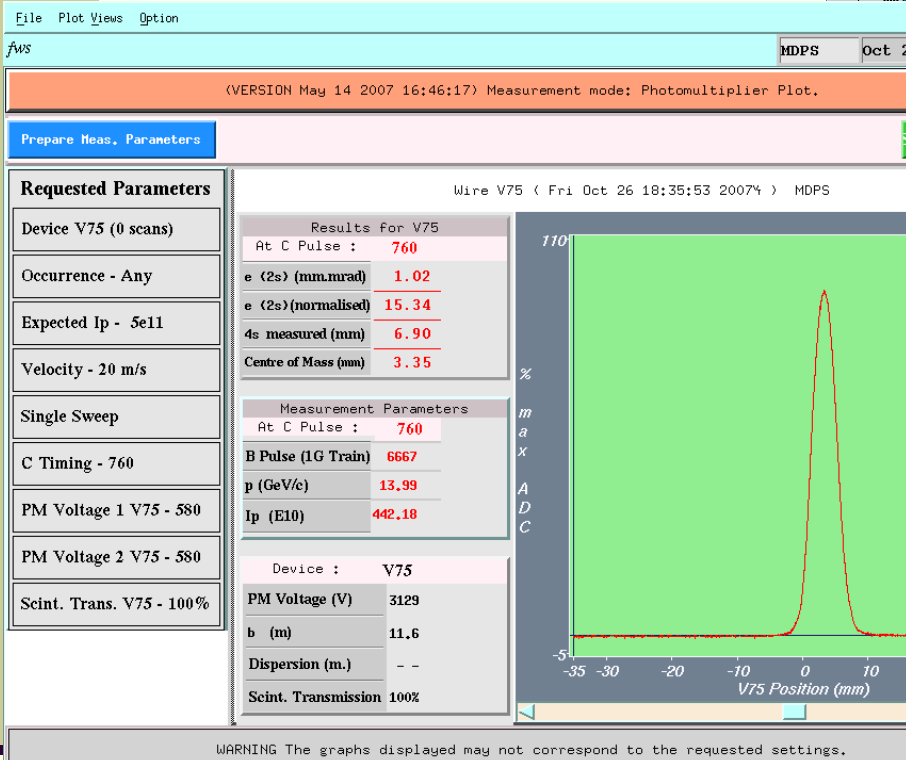 File Plot Views Option
fws
MDPS Oct 2
(VERSION May 14 2007 16:46:17) Measurement mode: Photomultiplier Plot.
Prepare Meas. Parameters
Requested Parameters
Device V75 (0 scans)
Occurrence - Any
Expected Ip - 5e11
Velocity - 20 m/s
Single Sweep
C Timing - 760
PM Voltage 1 V75 - 580
PM Voltage 2 V75 - 580
Scint. Trans. V75 - 100%
Wire V75 ( Fri Oct 26 18:35:53 2007¾ ) MDPS
Results for V75
At C Pulse : 760
e (2s) (mm.mrad) 1.02
e (2s)(normalised) 15.34
4s measured (mm) 6.90
Centre of Mass (mm) 3.35
Measurement Parameters
At C Pulse : 760
B Pulse (1G Train) 6667
p (GeV/c) 13.99
Ip (E10) 442.18
Device : V75
PM Voltage (V) 3129
b (m) 11.6
Dispersion (m.) - -
Scint. Transmission 100%
110
% max ADC
-5
-35 -30 -20 -10 0 10
V75 Position (mm)
WARNING The graphs displayed may not correspond to the requested settings.